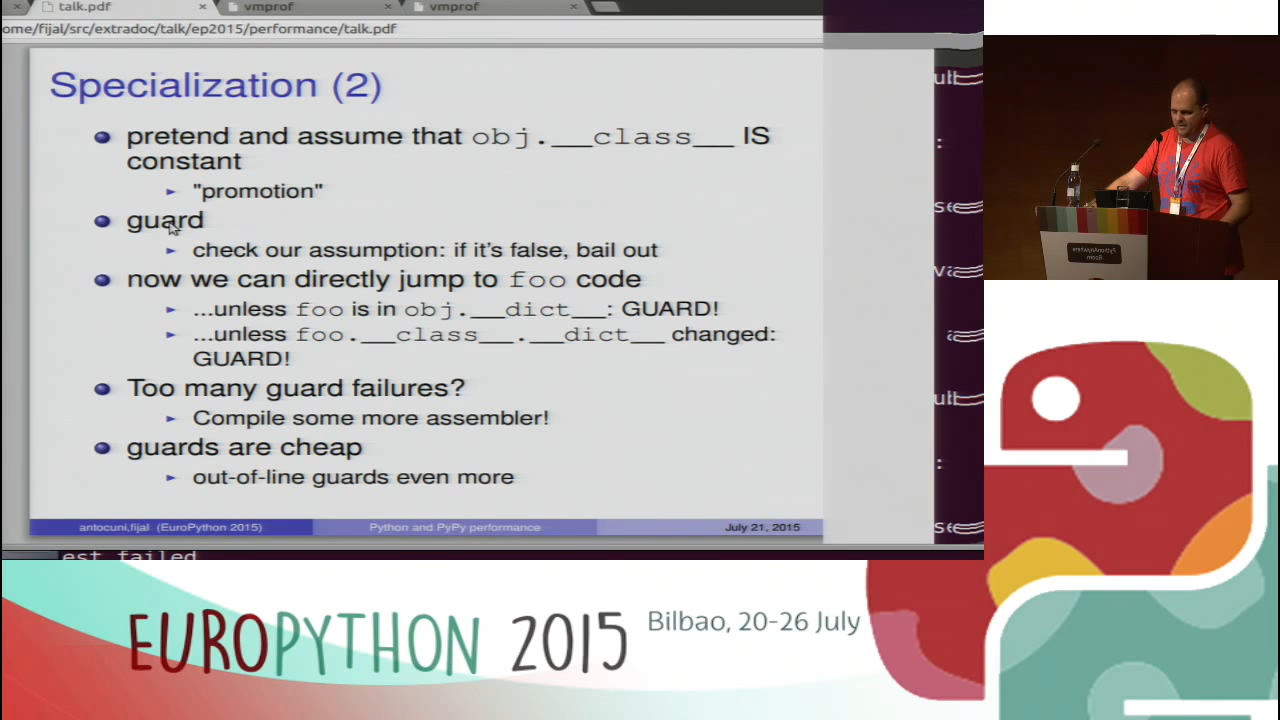 talk.pdf × vmprof × vmprof ×
ome/fijal/src/extradoc/talk/ep2015/performance/talk.pdf
Specialization (2)
pretend and assume that obj.__class__ IS
constant
"promotion"
guard
check our assumption: if it's false, bail out
now we can directly jump to foo code
...unless foo is in obj.__dict__: GUARD!
...unless foo.__class__.__dict__ changed:
GUARD!
Too many guard failures?
Compile some more assembler!
guards are cheap
out-of-line guards even more
antocuni,fijal (EuroPython 2015) Python and PyPy performance July 21, 2015
est failed
PythonAnywhere
Room
EUROPYTHON 2015 Bilbao, 20-26 July